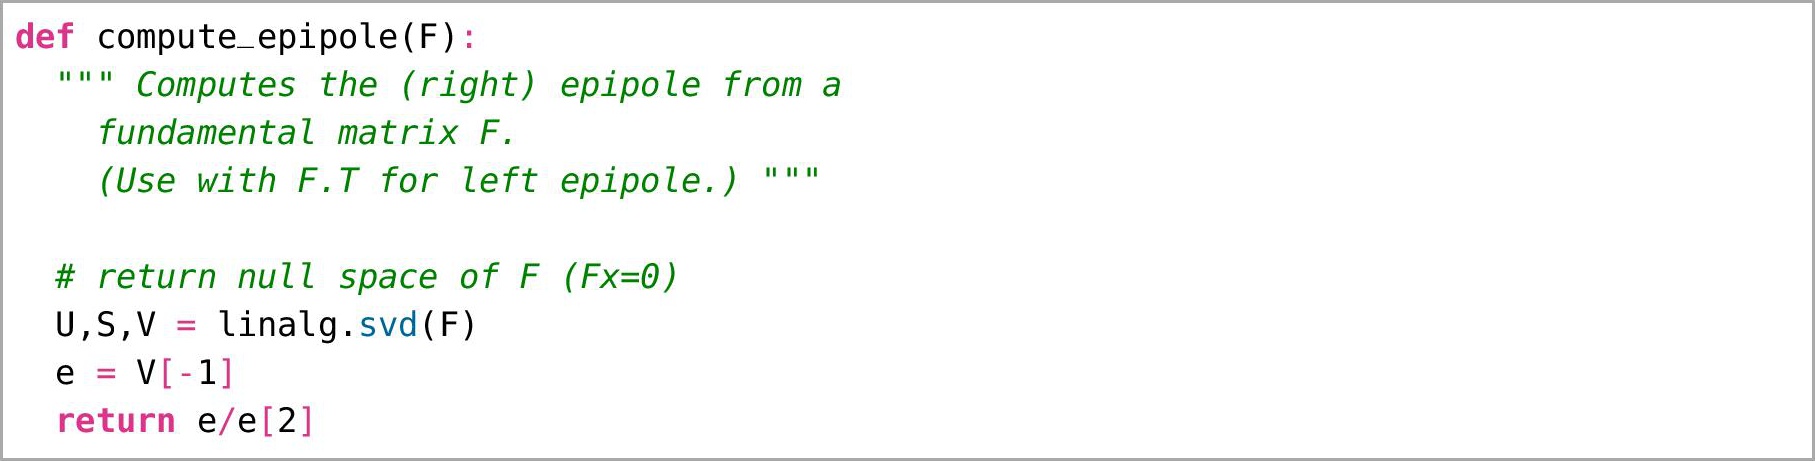 def compute_epipole(F):
  """ Computes the (right) epipole from a
    fundamental matrix F.
    (Use with F.T for left epipole.) """

  # return null space of F (Fx=0)
  U,S,V = linalg.svd(F)
  e = V[-1]
  return e/e[2]